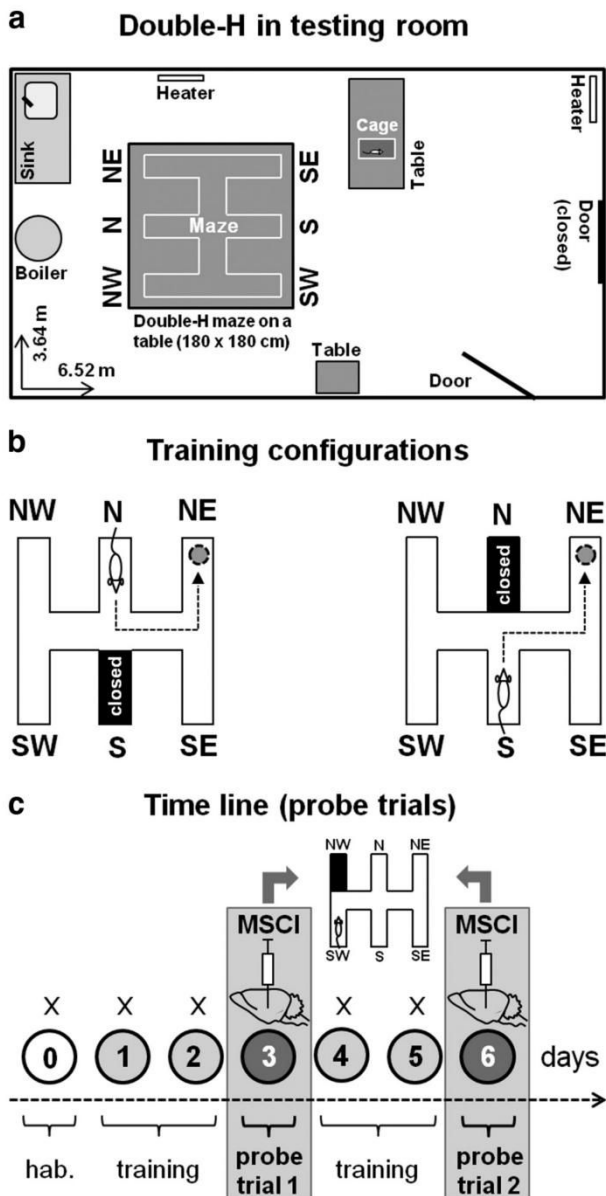 a
Double-H in testing room
Sink
Heater
Cage
Table
Heater
Door
(closed)
NE
SE
N
Maze
S
Boiler
NW
SW
Double-H maze on a
table (180 x 180 cm)
3.64 m
6.52 m
Table
Door
b
Training configurations
NW N NE
closed
SW S SE
NW N NE
closed
SW S SE
c
Time line (probe trials)
NW N NE
SW S SE
MSCI
MSCI
X X X X X
0 1 2 3 4 5 6 days
hab. training probe training probe
trial 1 trial 2